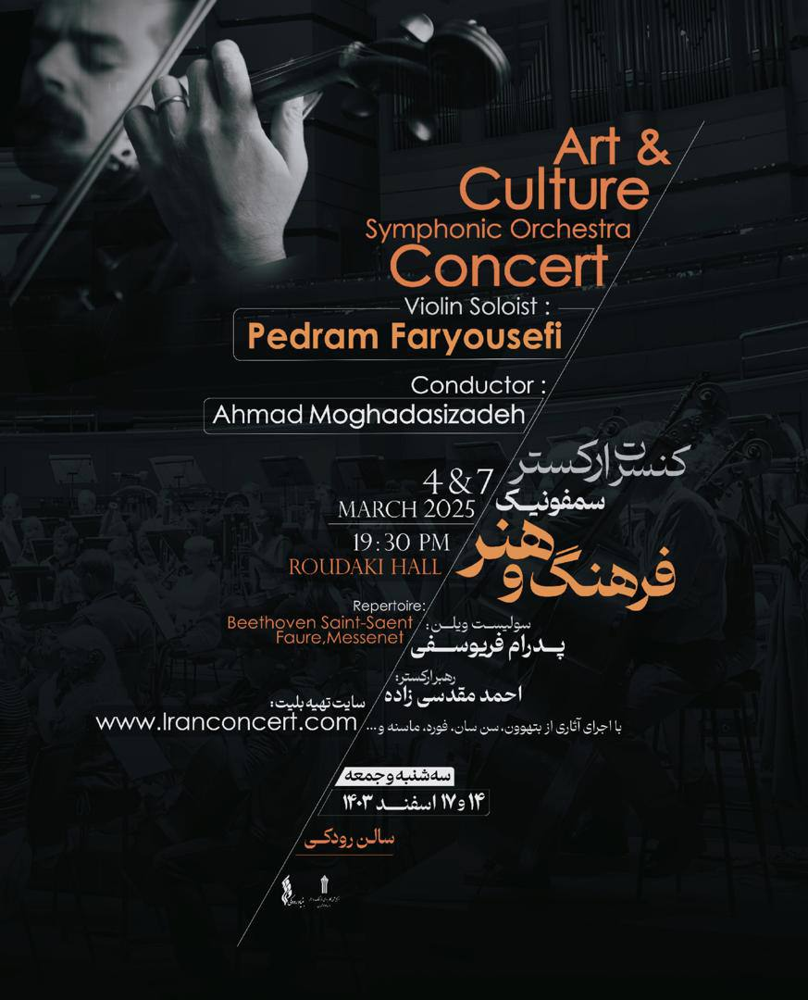 Art &
Culture
Symphonic Orchestra
Concert
Violin Soloist :
Pedram Faryousefi
Conductor :
Ahmad Moghadasizadeh
4 & 7
MARCH 2025
19:30 PM
ROUDAKI HALL
Repertoire:
Beethoven Saint-Saent
Faure,Messenet
کنسرت ارکستر
سمفونیک
فرهنگ و هنر
سولیست ویلن:
پدرام فریوسفی
رهبر ارکستر:
احمد مقدسی زاده
سایت تهیه بلیت:
www.Iranconcert.com
با اجرای آثاری از بتهوون، سن سان، فوره، ماسنه و...
سه‌شنبه و جمعه
۱۴ و ۱۷ اسفند ۱۴۰۳
سالن رودکی
بنیاد رودکی